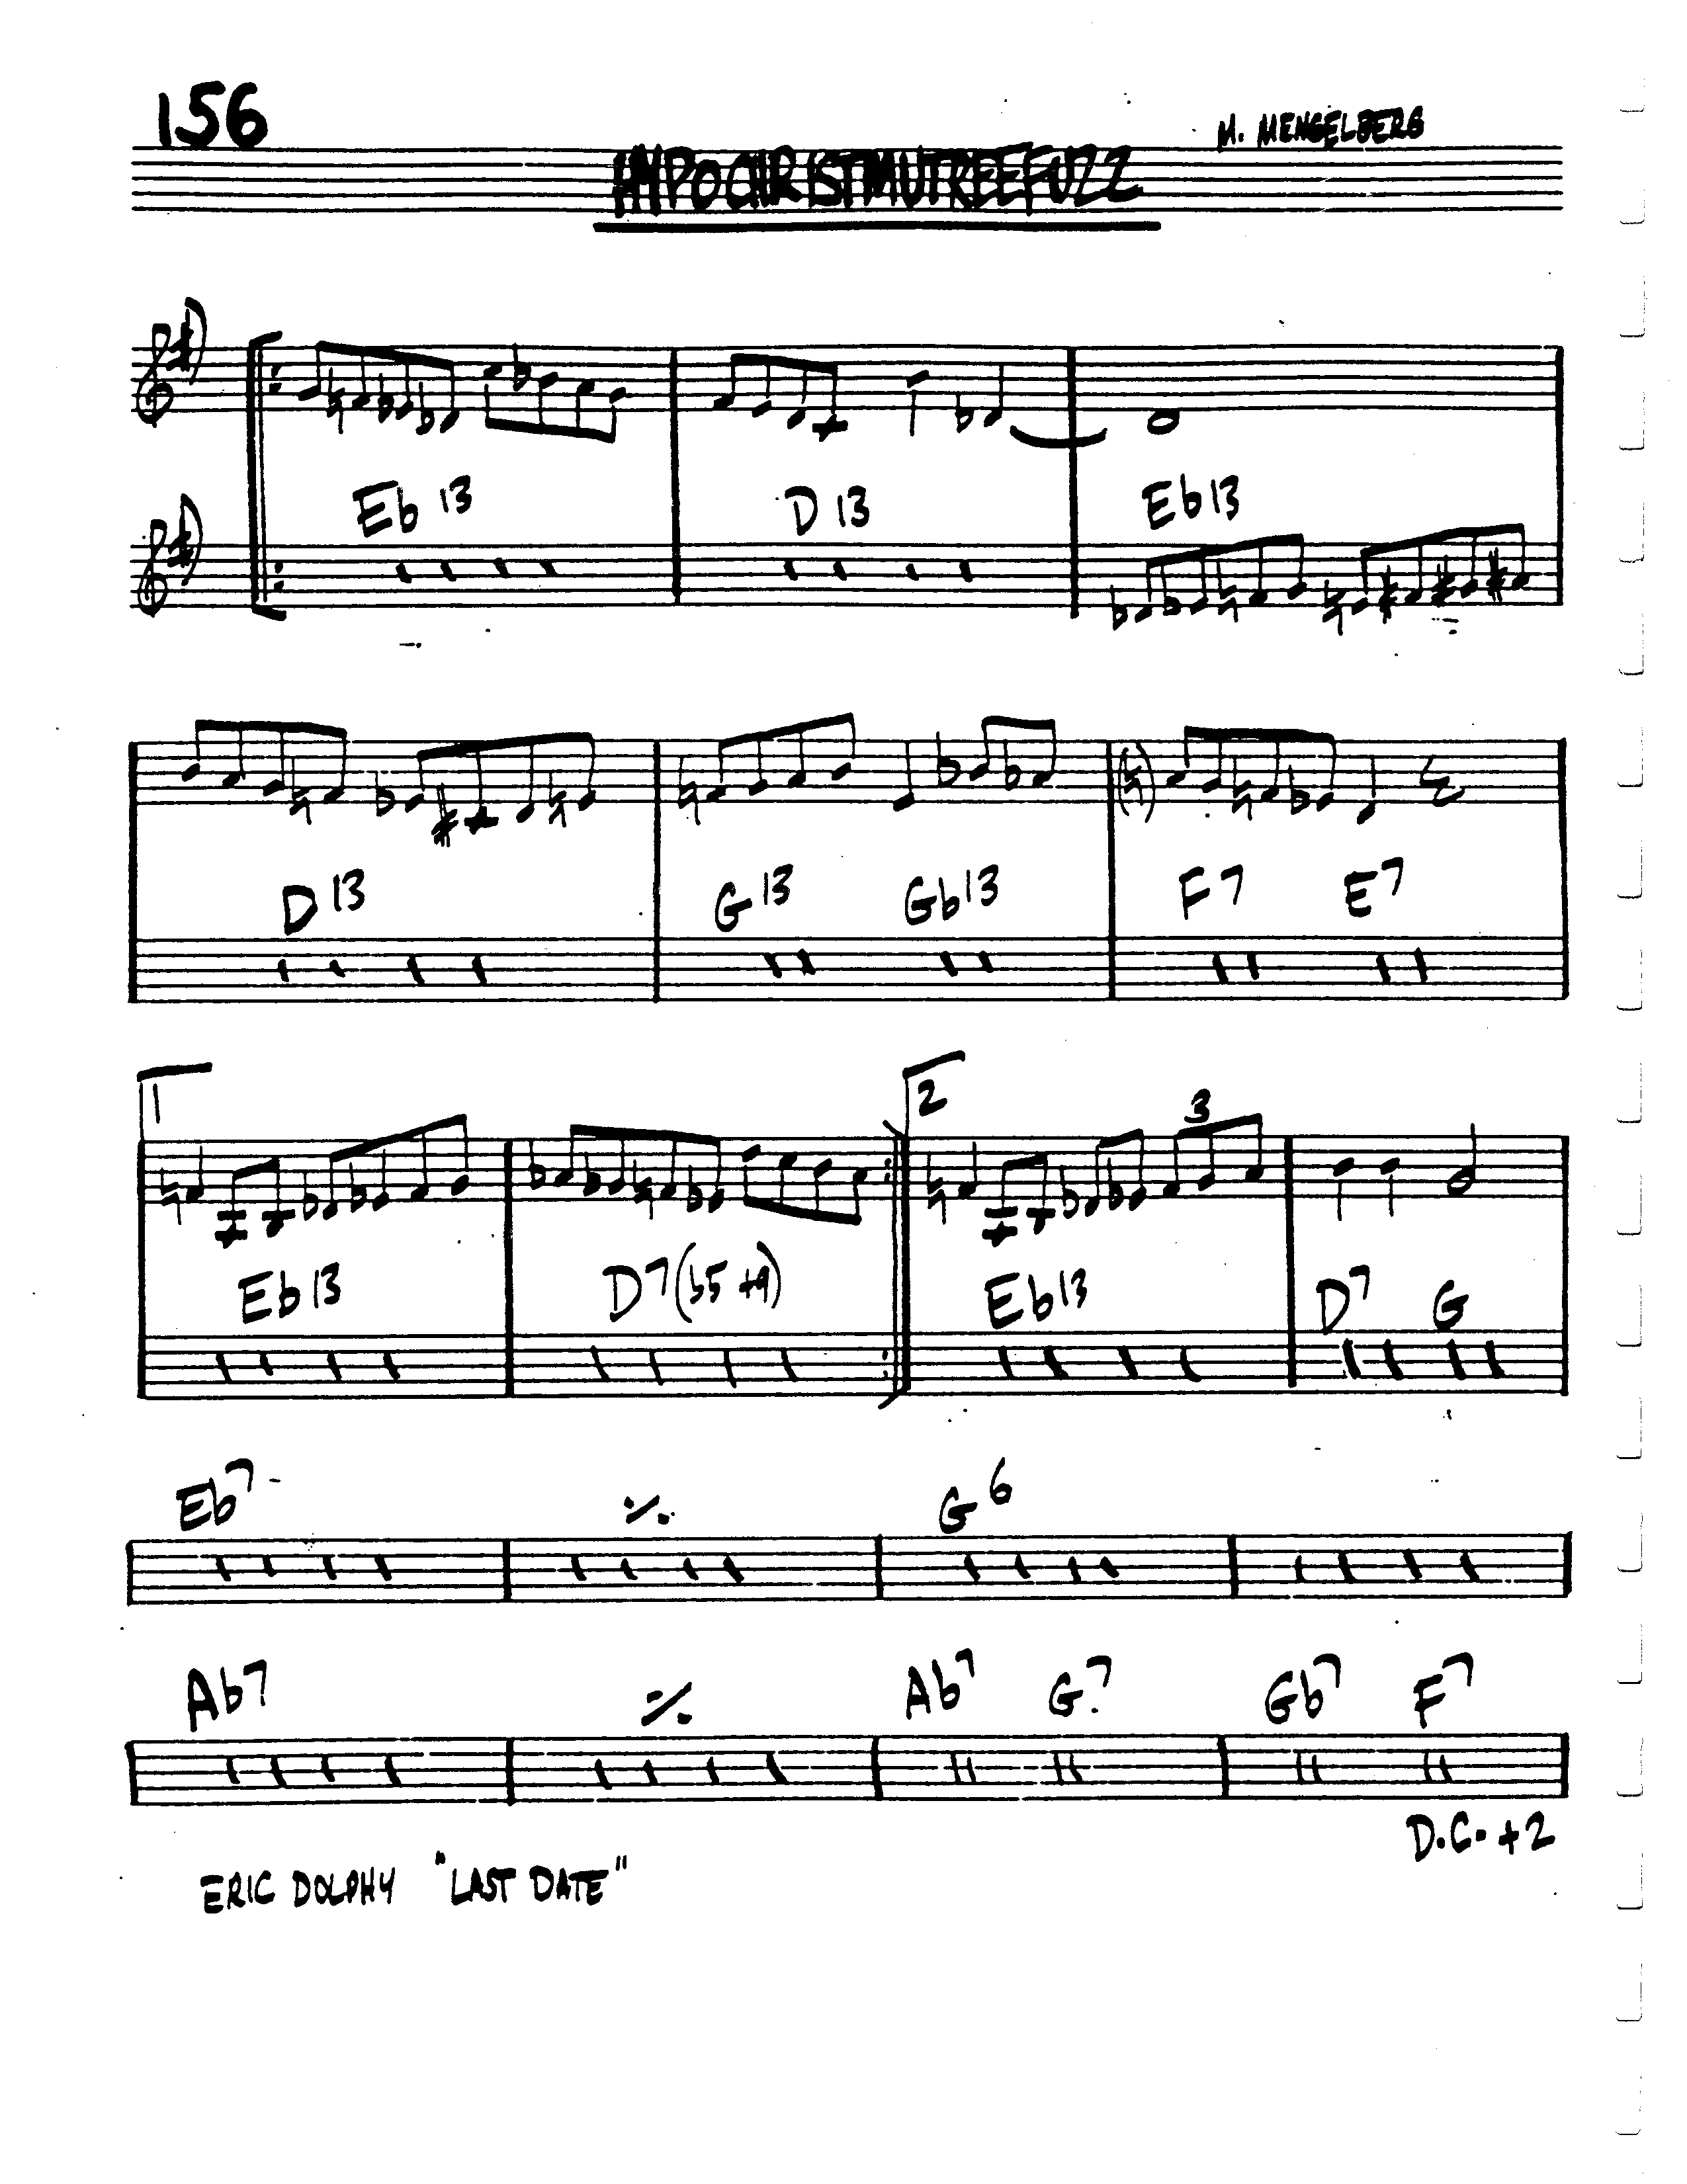 156
M. MENGELBERG
HYPOCHRISTMUTREEFUZZ
Eb13 D13 Eb13
D13 G13 Gb13 F7 E7
1 2 3
Eb13 D7(b5+9) Eb13 D7 G
Eb7 ٪ G6
Ab7 ٪ Ab7 G7 Gb7 F7
D.C. + 2
ERIC DOLPHY "LAST DATE"